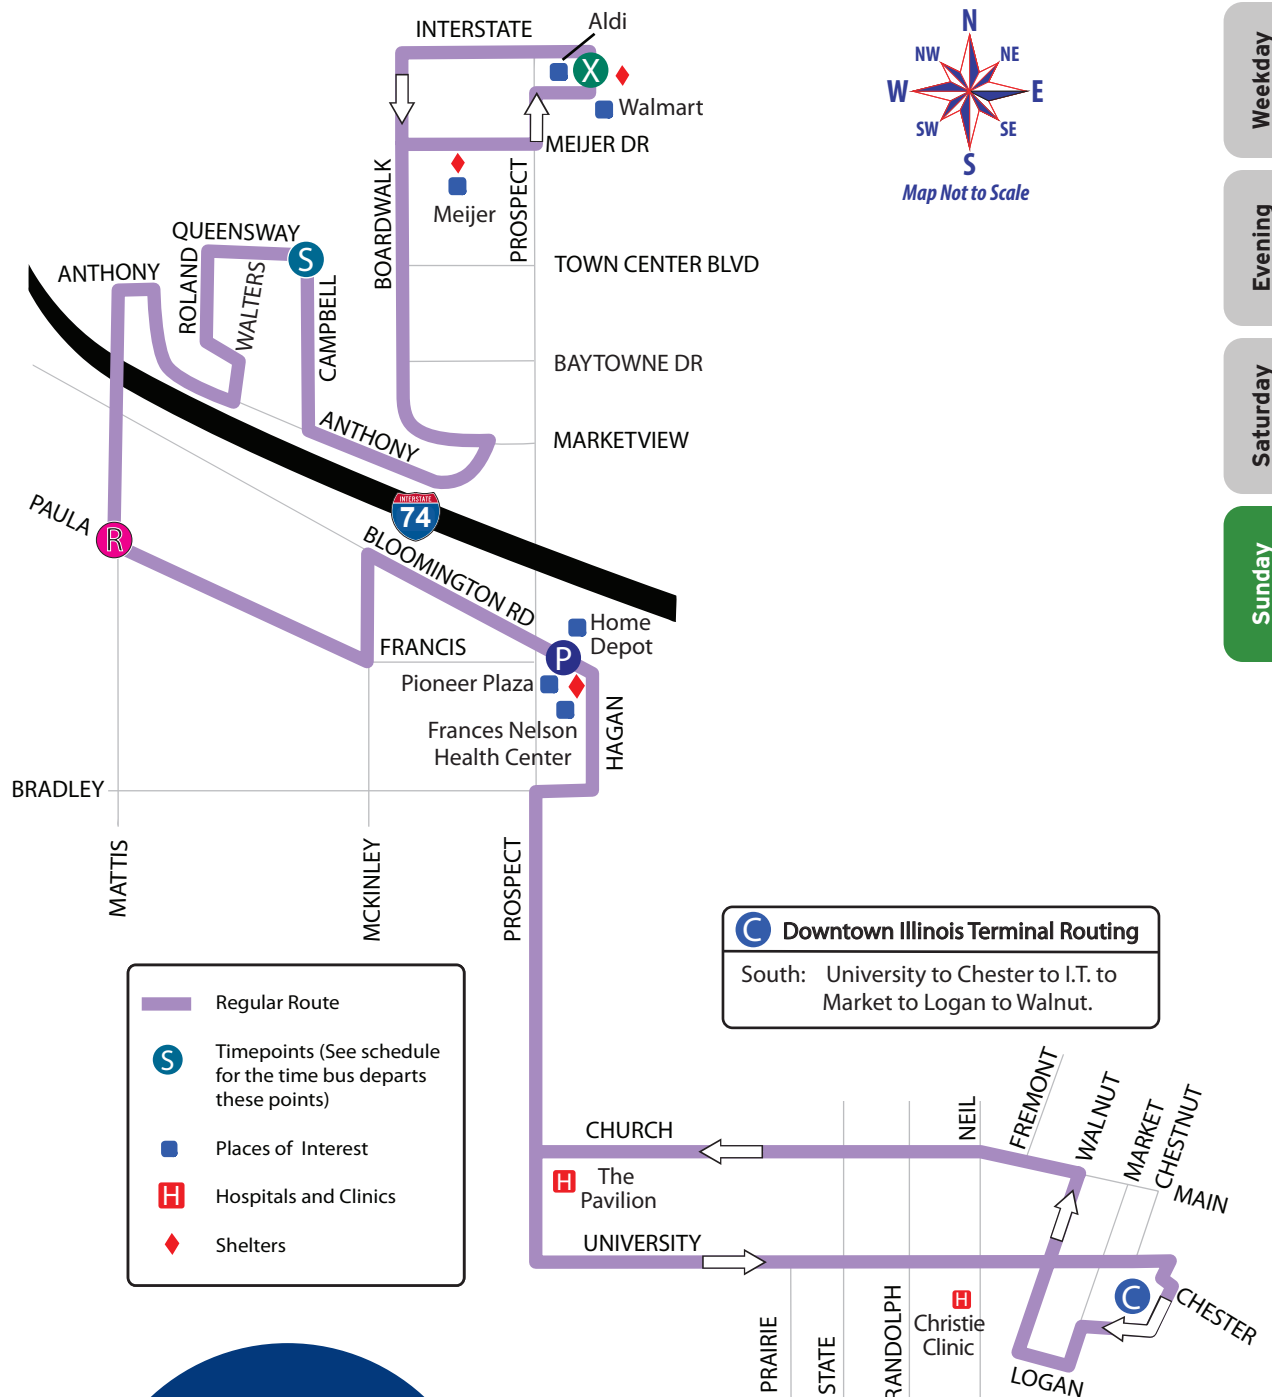 INTERSTATE
Aldi
X
Walmart
MEIJER DR
Meijer
BOARDWALK
PROSPECT
TOWN CENTER BLVD
BAYTOWNE DR
MARKETVIEW
QUEENSWAY
S
ANTHONY
ROLAND
WALTERS
CAMPBELL
ANTHONY
INTERSTATE
74
PAULA
R
BLOOMINGTON RD
Home
Depot
FRANCIS
P
Pioneer Plaza
Frances Nelson
Health Center
HAGAN
BRADLEY
MATTIS
MCKINLEY
PROSPECT
N
NW
NE
W
E
SW
SE
S
Map Not to Scale
Weekday
Evening
Saturday
Sunday
C Downtown Illinois Terminal Routing
South: University to Chester to I.T. to
Market to Logan to Walnut.
Regular Route
S
Timepoints (See schedule
for the time bus departs
these points)
Places of Interest
H Hospitals and Clinics
Shelters
CHURCH
H
The
Pavilion
UNIVERSITY
NEIL
FREMONT
WALNUT
MARKET
CHESTNUT
MAIN
C
CHESTER
H
Christie
Clinic
PRAIRIE
STATE
RANDOLPH
LOGAN